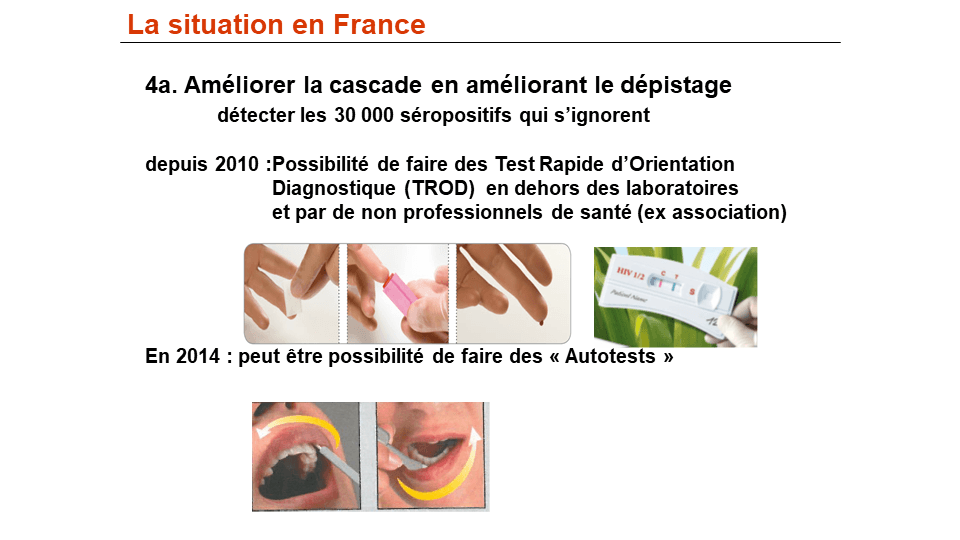 La situation en France
4a. Améliorer la cascade en améliorant le dépistage
détecter les 30 000 séropositifs qui s’ignorent
depuis 2010 :Possibilité de faire des Test Rapide d’Orientation
Diagnostique (TROD) en dehors des laboratoires
et par de non professionnels de santé (ex association)
HIV 1/2
C T
S
Patient Name
En 2014 : peut être possibilité de faire des « Autotests »